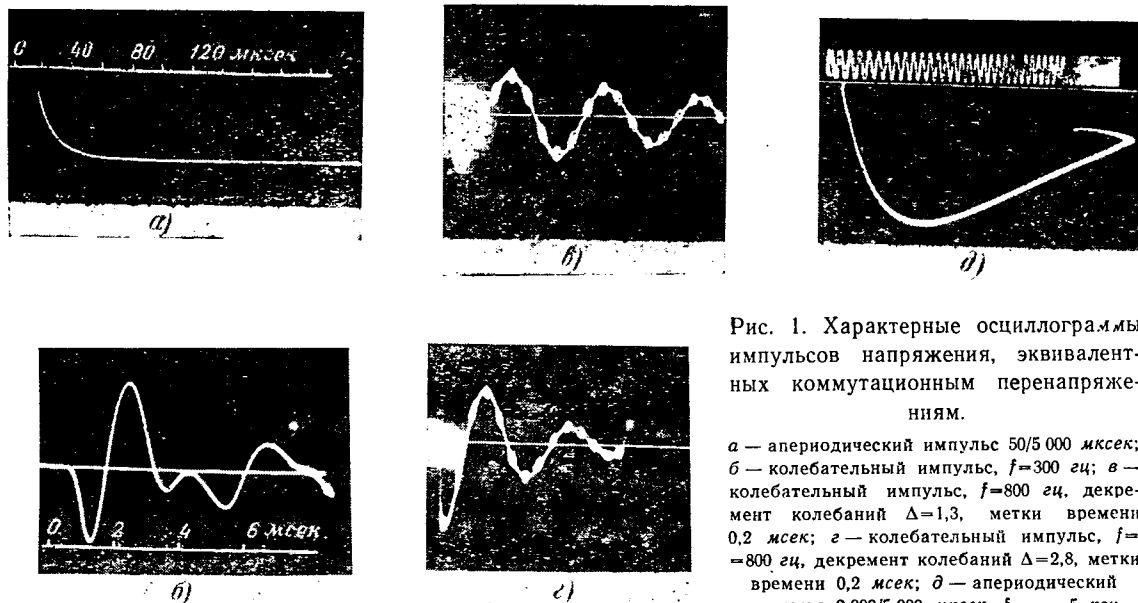 0 40 80 120 мксек
а)
в)
д)
0 2 4 6 мсек.
б)
г)
Рис. 1. Характерные осциллограммы
импульсов напряжения, эквивалент-
ных коммутационным перенапряже-
ниям.
а — апериодический импульс 50/5 000 мксек;
б — колебательный импульс, f=300 гц; в —
колебательный импульс, f=800 гц, декре-
мент колебаний Δ=1,3, метки времени
0,2 мсек; г — колебательный импульс, f=
=800 гц, декремент колебаний Δ=2,8, метки
времени 0,2 мсек; д — апериодический